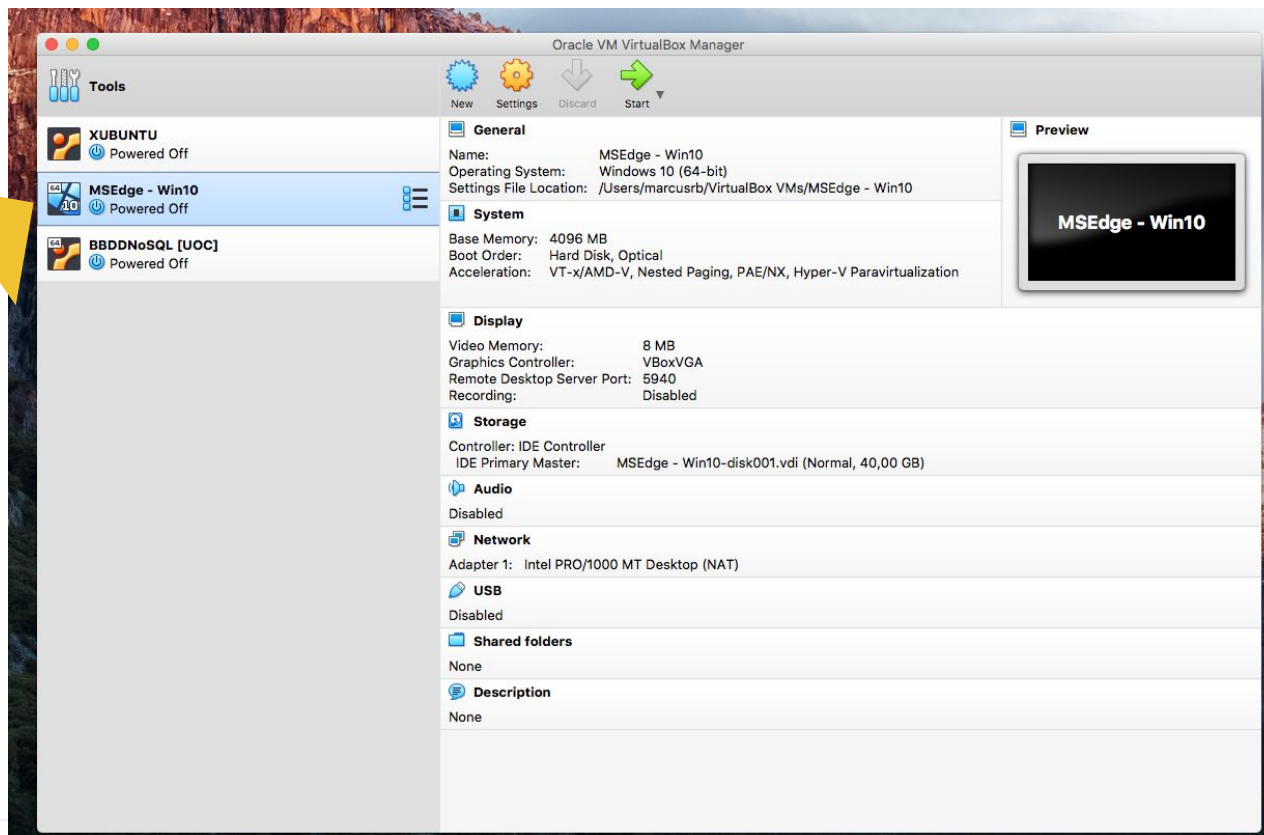 Oracle VM VirtualBox Manager
Tools
New Settings Discard Start
XUBUNTU
Powered Off
64
10
MSEdge - Win10
Powered Off
64
BBDDNoSQL [UOC]
Powered Off
General
Name: MSEdge - Win10
Operating System: Windows 10 (64-bit)
Settings File Location: /Users/marcusrb/VirtualBox VMs/MSEdge - Win10
Preview
MSEdge - Win10
System
Base Memory: 4096 MB
Boot Order: Hard Disk, Optical
Acceleration: VT-x/AMD-V, Nested Paging, PAE/NX, Hyper-V Paravirtualization
Display
Video Memory: 8 MB
Graphics Controller: VBoxVGA
Remote Desktop Server Port: 5940
Recording: Disabled
Storage
Controller: IDE Controller
IDE Primary Master: MSEdge - Win10-disk001.vdi (Normal, 40,00 GB)
Audio
Disabled
Network
Adapter 1: Intel PRO/1000 MT Desktop (NAT)
USB
Disabled
Shared folders
None
Description
None